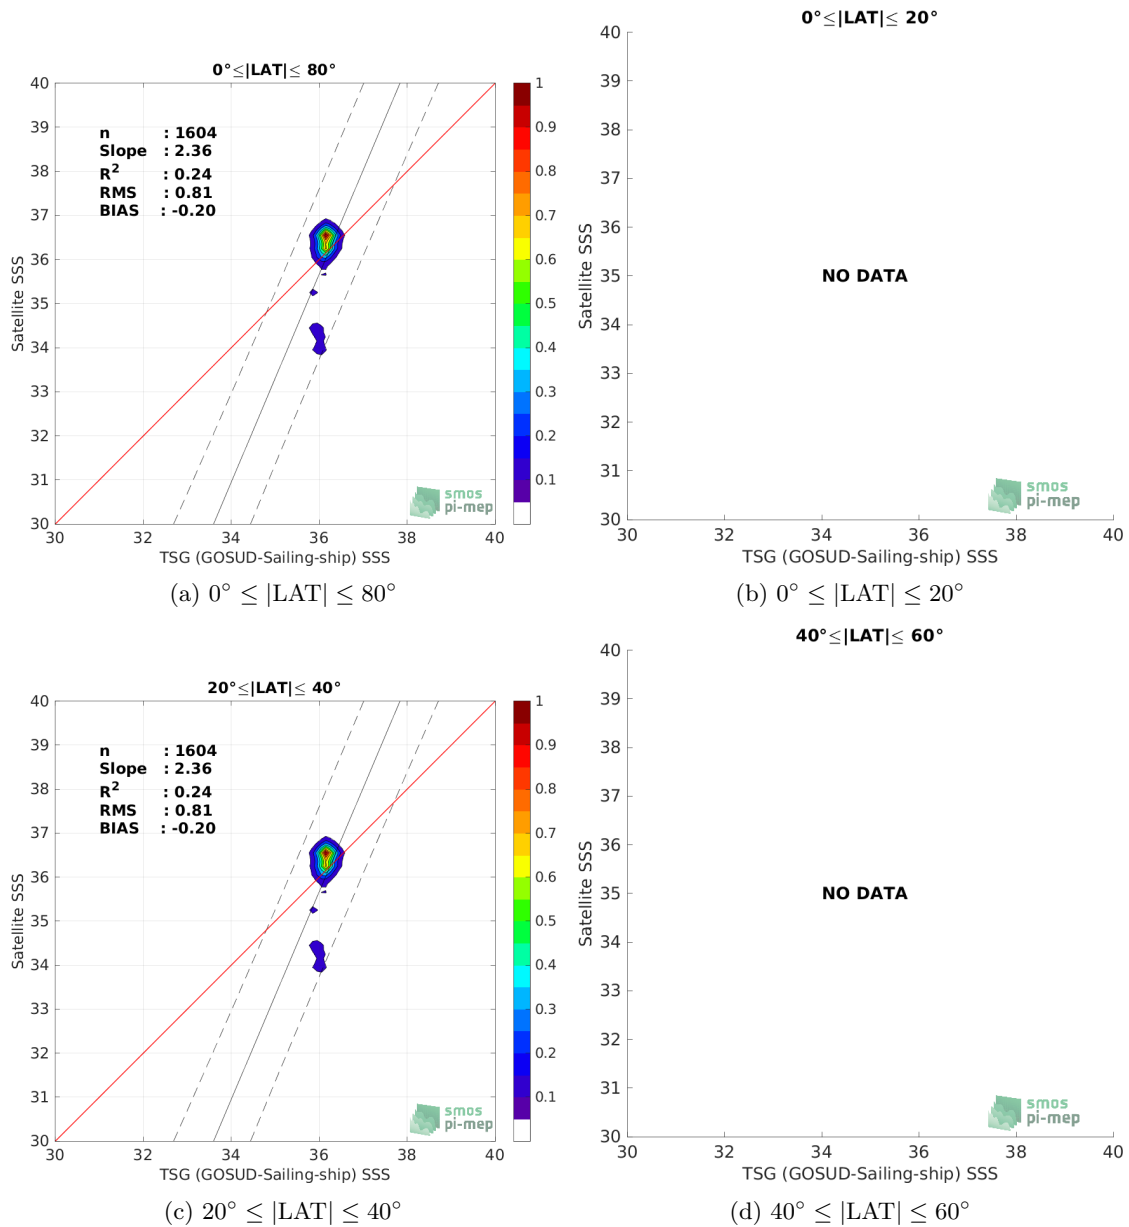 0°≤|LAT|≤ 80°
40
39
38
37
36
35
34
33
32
31
30
Satellite SSS
n : 1604
Slope : 2.36
R² : 0.24
RMS : 0.81
BIAS : -0.20
smos
pi-mep
30 32 34 36 38 40
TSG (GOSUD-Sailing-ship) SSS
1
0.9
0.8
0.7
0.6
0.5
0.4
0.3
0.2
0.1
(a) 0° ≤ |LAT| ≤ 80°
0°≤|LAT|≤ 20°
40
39
38
37
36
35
34
33
32
31
30
Satellite SSS
NO DATA
smos
pi-mep
30 32 34 36 38 40
TSG (GOSUD-Sailing-ship) SSS
(b) 0° ≤ |LAT| ≤ 20°
20°≤|LAT|≤ 40°
40
39
38
37
36
35
34
33
32
31
30
Satellite SSS
n : 1604
Slope : 2.36
R² : 0.24
RMS : 0.81
BIAS : -0.20
smos
pi-mep
30 32 34 36 38 40
TSG (GOSUD-Sailing-ship) SSS
1
0.9
0.8
0.7
0.6
0.5
0.4
0.3
0.2
0.1
(c) 20° ≤ |LAT| ≤ 40°
40°≤|LAT|≤ 60°
40
39
38
37
36
35
34
33
32
31
30
Satellite SSS
NO DATA
smos
pi-mep
30 32 34 36 38 40
TSG (GOSUD-Sailing-ship) SSS
(d) 40° ≤ |LAT| ≤ 60°